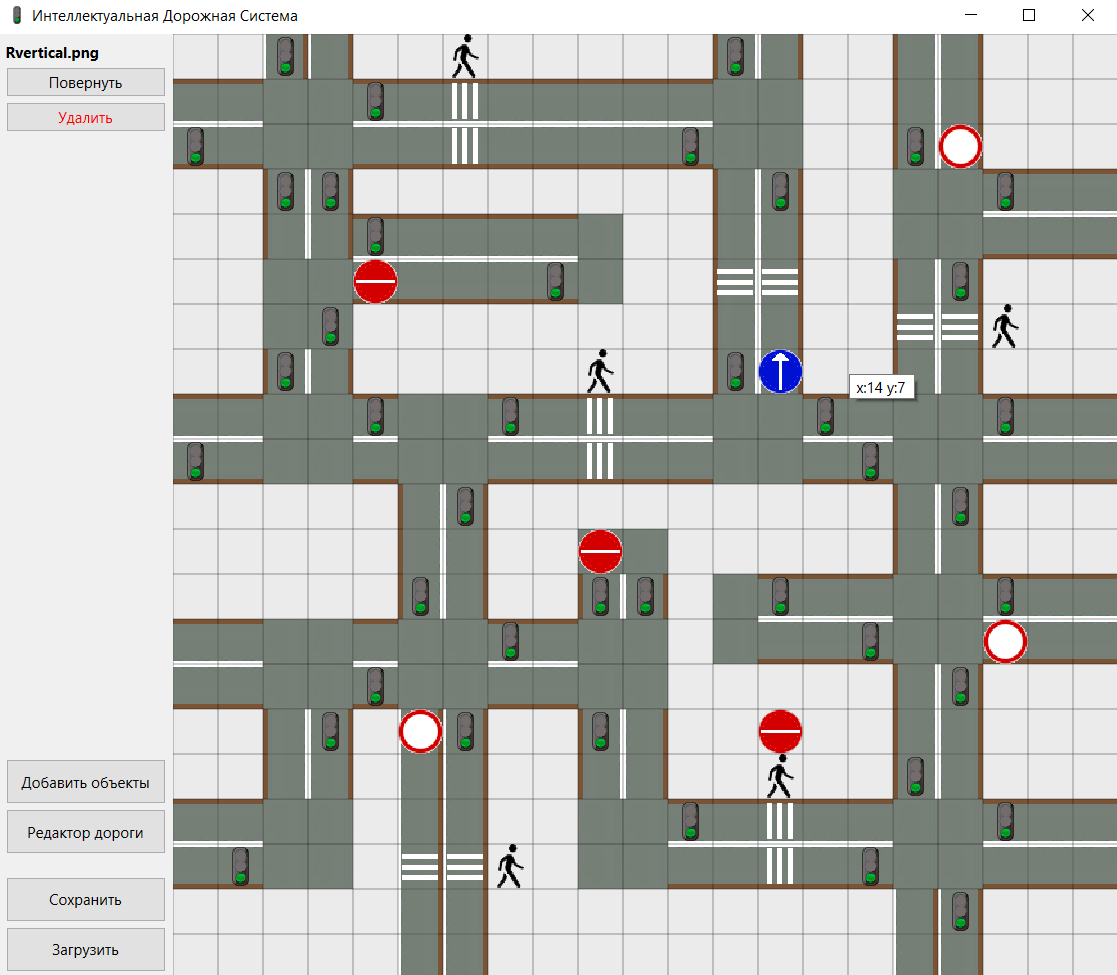 Интеллектуальная Дорожная Система
Rvertical.png
Повернуть
Удалить
x:14 y:7
Добавить объекты
Редактор дороги
Сохранить
Загрузить